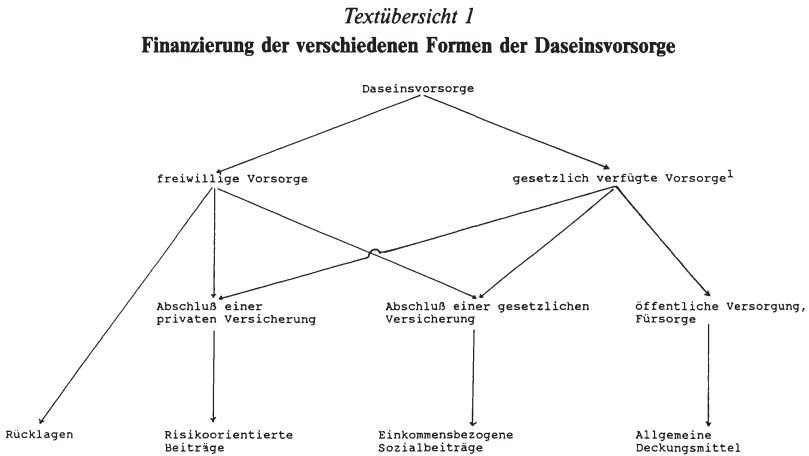 Textübersicht 1
Finanzierung der verschiedenen Formen der Daseinsvorsorge
Daseinsvorsorge
freiwillige Vorsorge
gesetzlich verfügte Vorsorge¹
Abschluß einer
privaten Versicherung
Abschluß einer gesetzlichen
Versicherung
öffentliche Versorgung,
Fürsorge
Rücklagen
Risikoorientierte
Beiträge
Einkommensbezogene
Sozialbeiträge
Allgemeine
Deckungsmittel